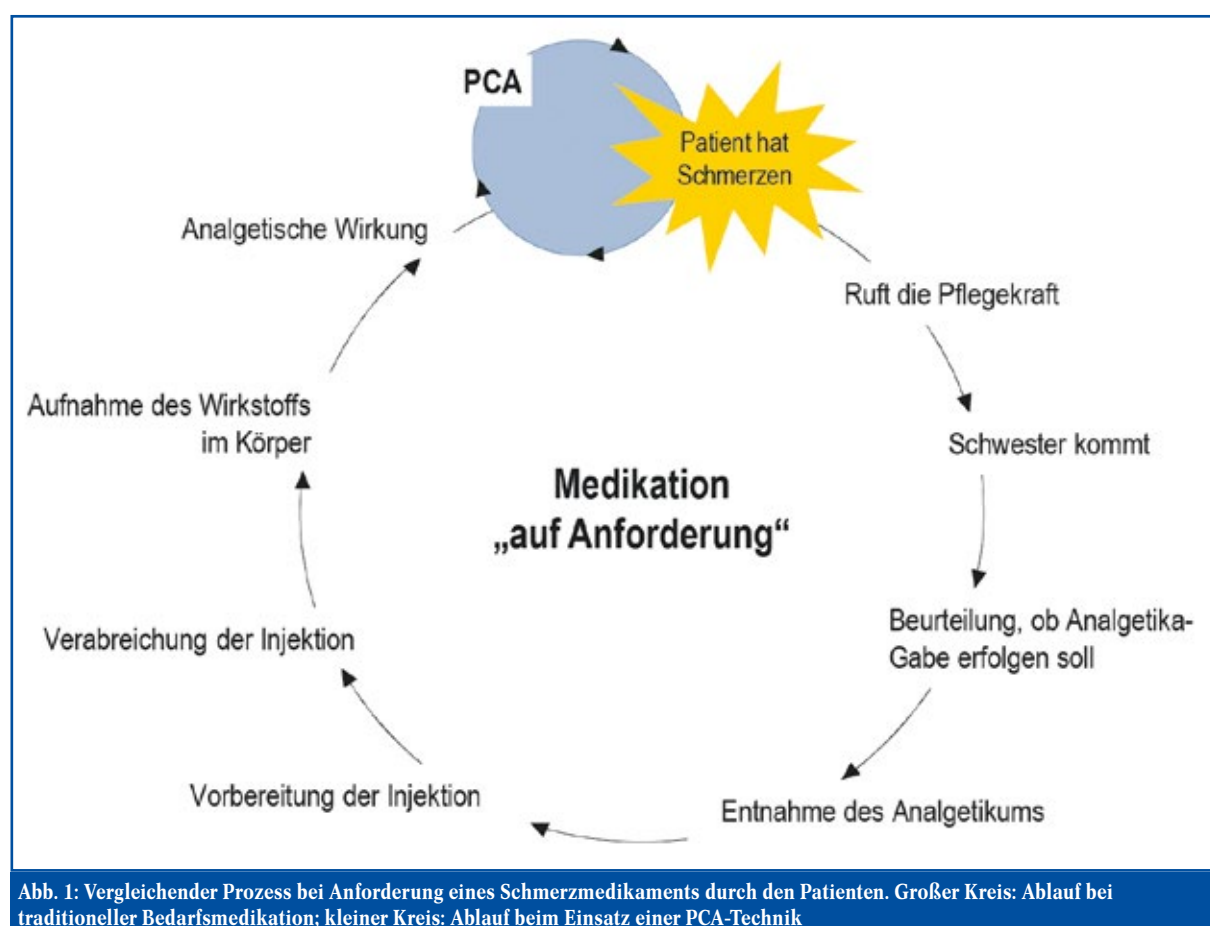 PCA
Patient hat
Schmerzen
Ruft die Pflegekraft
Schwester kommt
Beurteilung, ob Analgetika-
Gabe erfolgen soll
Entnahme des Analgetikums
Vorbereitung der Injektion
Verabreichung der Injektion
Aufnahme des Wirkstoffs
im Körper
Analgetische Wirkung
Medikation
„auf Anforderung“
Abb. 1: Vergleichender Prozess bei Anforderung eines Schmerzmedikaments durch den Patienten. Großer Kreis: Ablauf bei
traditioneller Bedarfsmedikation; kleiner Kreis: Ablauf beim Einsatz einer PCA-Technik